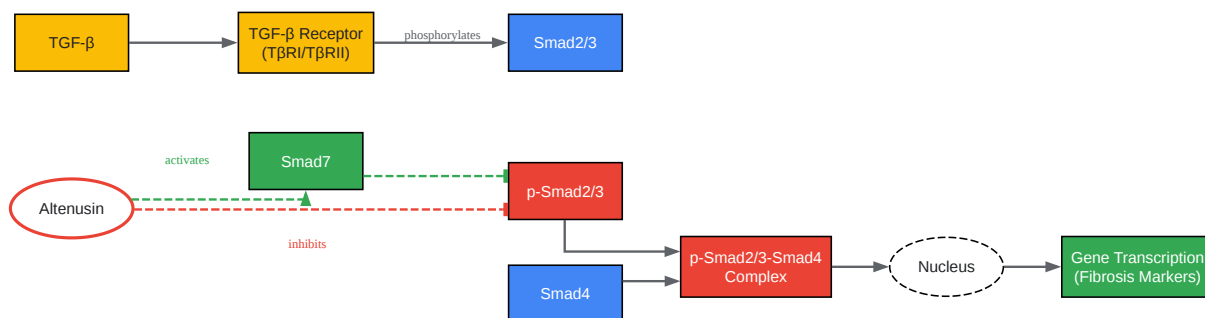 TGF-β
TGF-β Receptor
(TβRI/TβRII)
phosphorylates
Smad2/3
activates
Smad7
p-Smad2/3
Altenusin
inhibits
p-Smad2/3-Smad4
Complex
Nucleus
Gene Transcription
(Fibrosis Markers)
Smad4